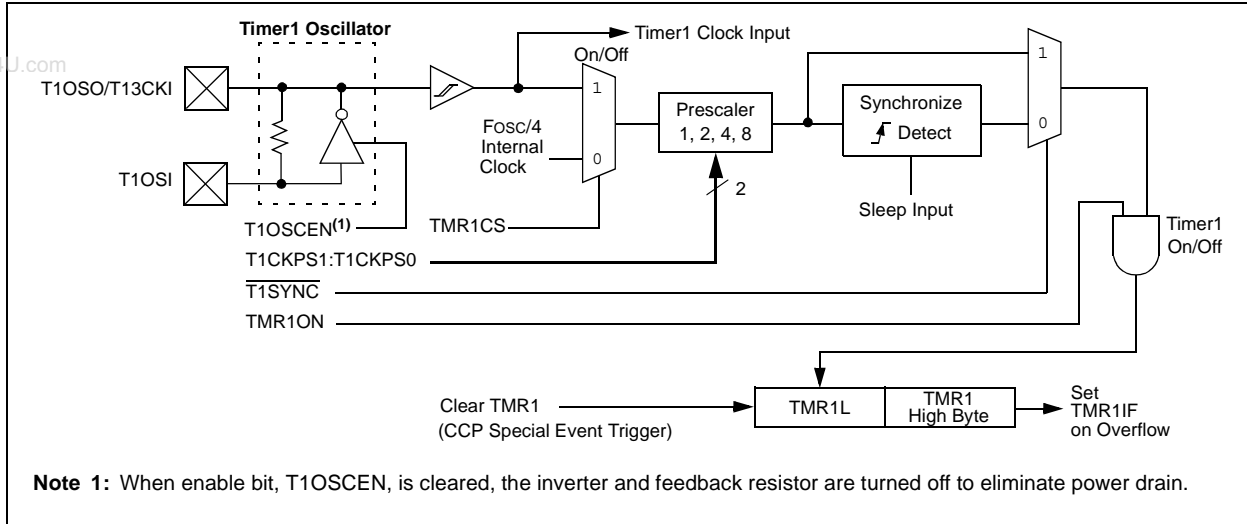 Timer1 Oscillator
4U.com
T1OSO/T13CKI
T1OSI
On/Off
Timer1 Clock Input
1
FOSC/4
Internal
Clock
0
Prescaler
1, 2, 4, 8
2
Synchronize
Detect
Sleep Input
1
0
Timer1
On/Off
T1OSCEN(1)
TMR1CS
T1CKPS1:T1CKPS0
T1SYNC
TMR1ON
Clear TMR1
(CCP Special Event Trigger)
TMR1L
TMR1
High Byte
Set
TMR1IF
on Overflow
Note 1: When enable bit, T1OSCEN, is cleared, the inverter and feedback resistor are turned off to eliminate power drain.